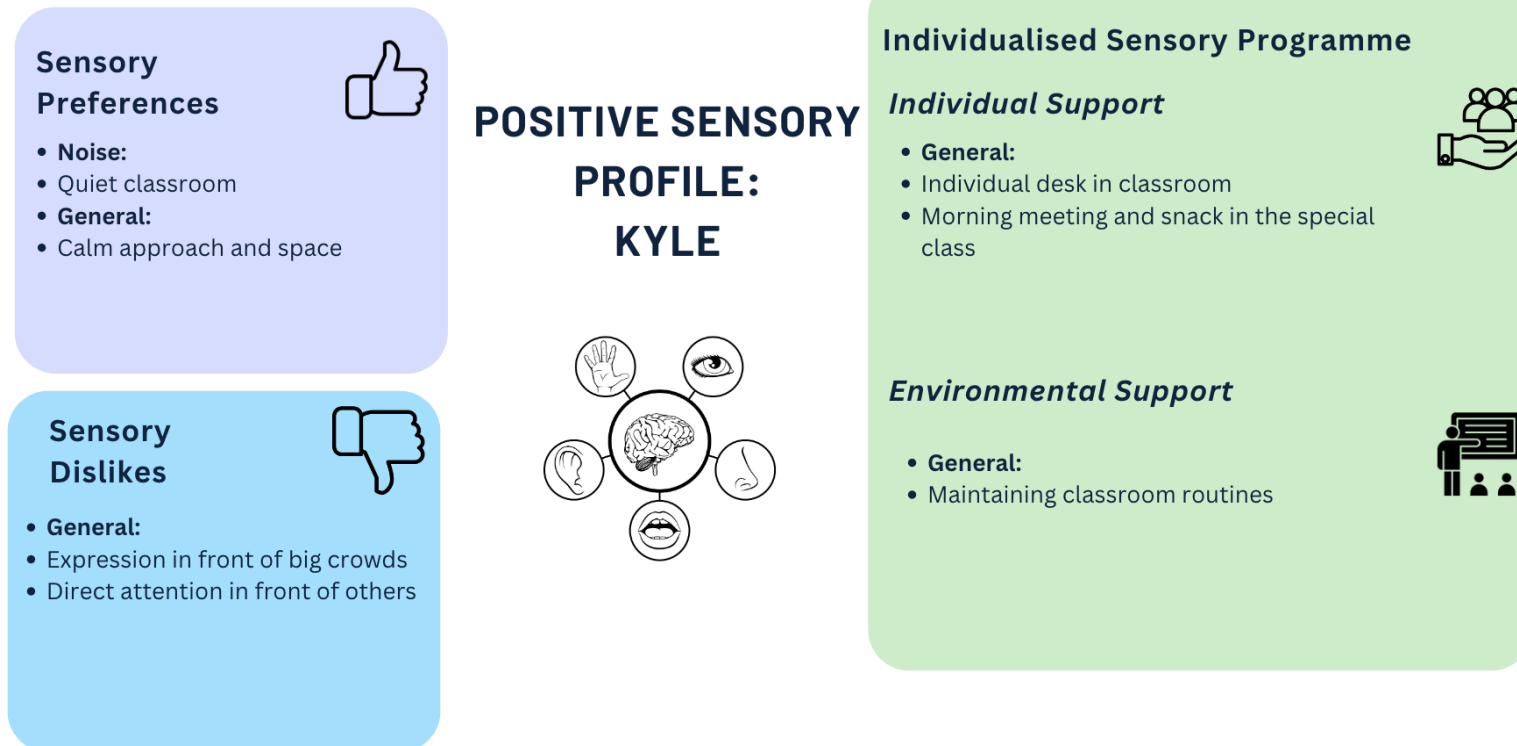 Sensory
Preferences
• Noise:
• Quiet classroom
• General:
• Calm approach and space
Sensory
Dislikes
• General:
• Expression in front of big crowds
• Direct attention in front of others
POSITIVE SENSORY
PROFILE:
KYLE
Individualised Sensory Programme
Individual Support
• General:
• Individual desk in classroom
• Morning meeting and snack in the special
class
Environmental Support
• General:
• Maintaining classroom routines